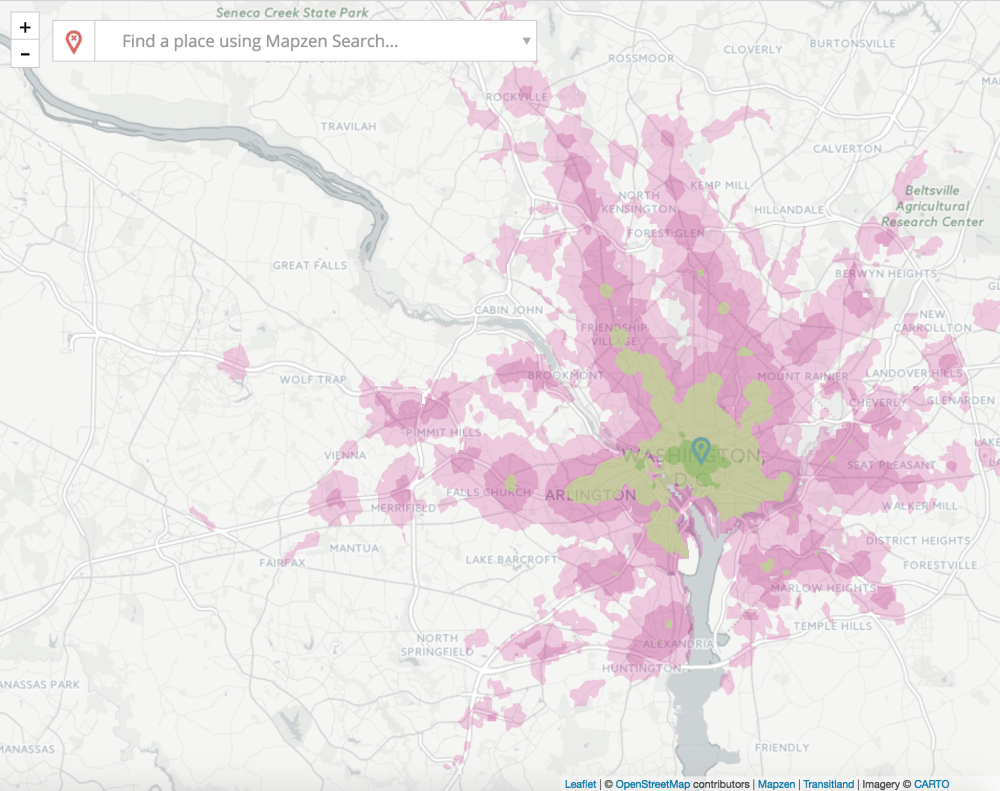 Seneca Creek State Park
+
−
Find a place using Mapzen Search...
CLOVERLY
BURTONSVILLE
ROSSMOOR
ROCKVILLE
TRAVILAH
CALVERTON
KEMP MILL
Beltsville
Agricultural
Research Center
NORTH
KENSINGTON
HILLANDALE
FOREST GLEN
GREAT FALLS
BERWYN HEIGHTS
CABIN JOHN
NEW
CARROLLTON
FRIENDSHIP
VILLAGE
BROOKMONT
MOUNT RAINIER
LANDOVER HILLS
WOLF TRAP
CHEVERLY
GLENARDEN
PIMMIT HILLS
VIENNA
WASHINGTON,
D.C.
SEAT PLEASANT
FALLS CHURCH
ARLINGTON
MERRIFIELD
WALKER MILL
MANTUA
DISTRICT HEIGHTS
FAIRFAX
LAKE BARCROFT
FORESTVILLE
MARLOW HEIGHTS
TEMPLE HILLS
NORTH
SPRINGFIELD
ALEXANDRIA
HUNTINGTON
ANASSAS PARK
MANASSAS
FRIENDLY
Leaflet | © OpenStreetMap contributors | Mapzen | Transitland | Imagery © CARTO